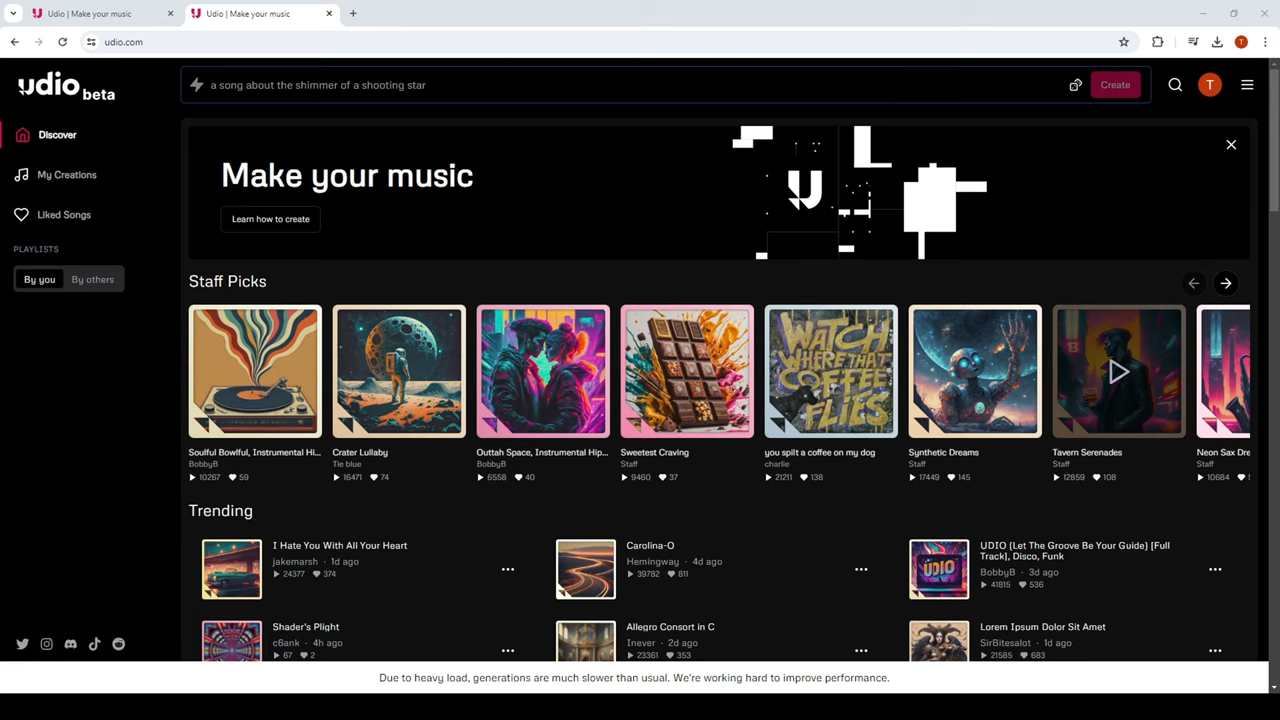 Udio | Make your music
Udio | Make your music
udio.com
T
udio beta
a song about the shimmer of a shooting star
Create
T
Discover
My Creations
Liked Songs
PLAYLISTS
By you
By others
Make your music
Learn how to create
Staff Picks
WATCH
WHERE THAT
COFFEE
FLIES
Soulful Bowlful, Instrumental Hi...
BobbyB
10267 59
Crater Lullaby
Tie blue
16471 74
Outtah Space, Instrumental Hip...
BobbyB
6558 40
Sweetest Craving
Staff
9460 37
you spilt a coffee on my dog
charlie
21211 138
Synthetic Dreams
Staff
17449 145
Tavern Serenades
Staff
12859 108
Neon Sax Dre
Staff
10684
Trending
I Hate You With All Your Heart
jakemarsh · 1d ago
24377 374
Carolina-O
Hemingway · 4d ago
39782 811
UDIO
UDIO (Let The Groove Be Your Guide) [Full
Track], Disco, Funk
BobbyB · 3d ago
41815 536
Shader's Plight
c6ank · 4h ago
67 2
Allegro Consort in C
Inever · 2d ago
23361 353
Lorem Ipsum Dolor Sit Amet
SirBitesalot · 1d ago
21585 683
Due to heavy load, generations are much slower than usual. We're working hard to improve performance.